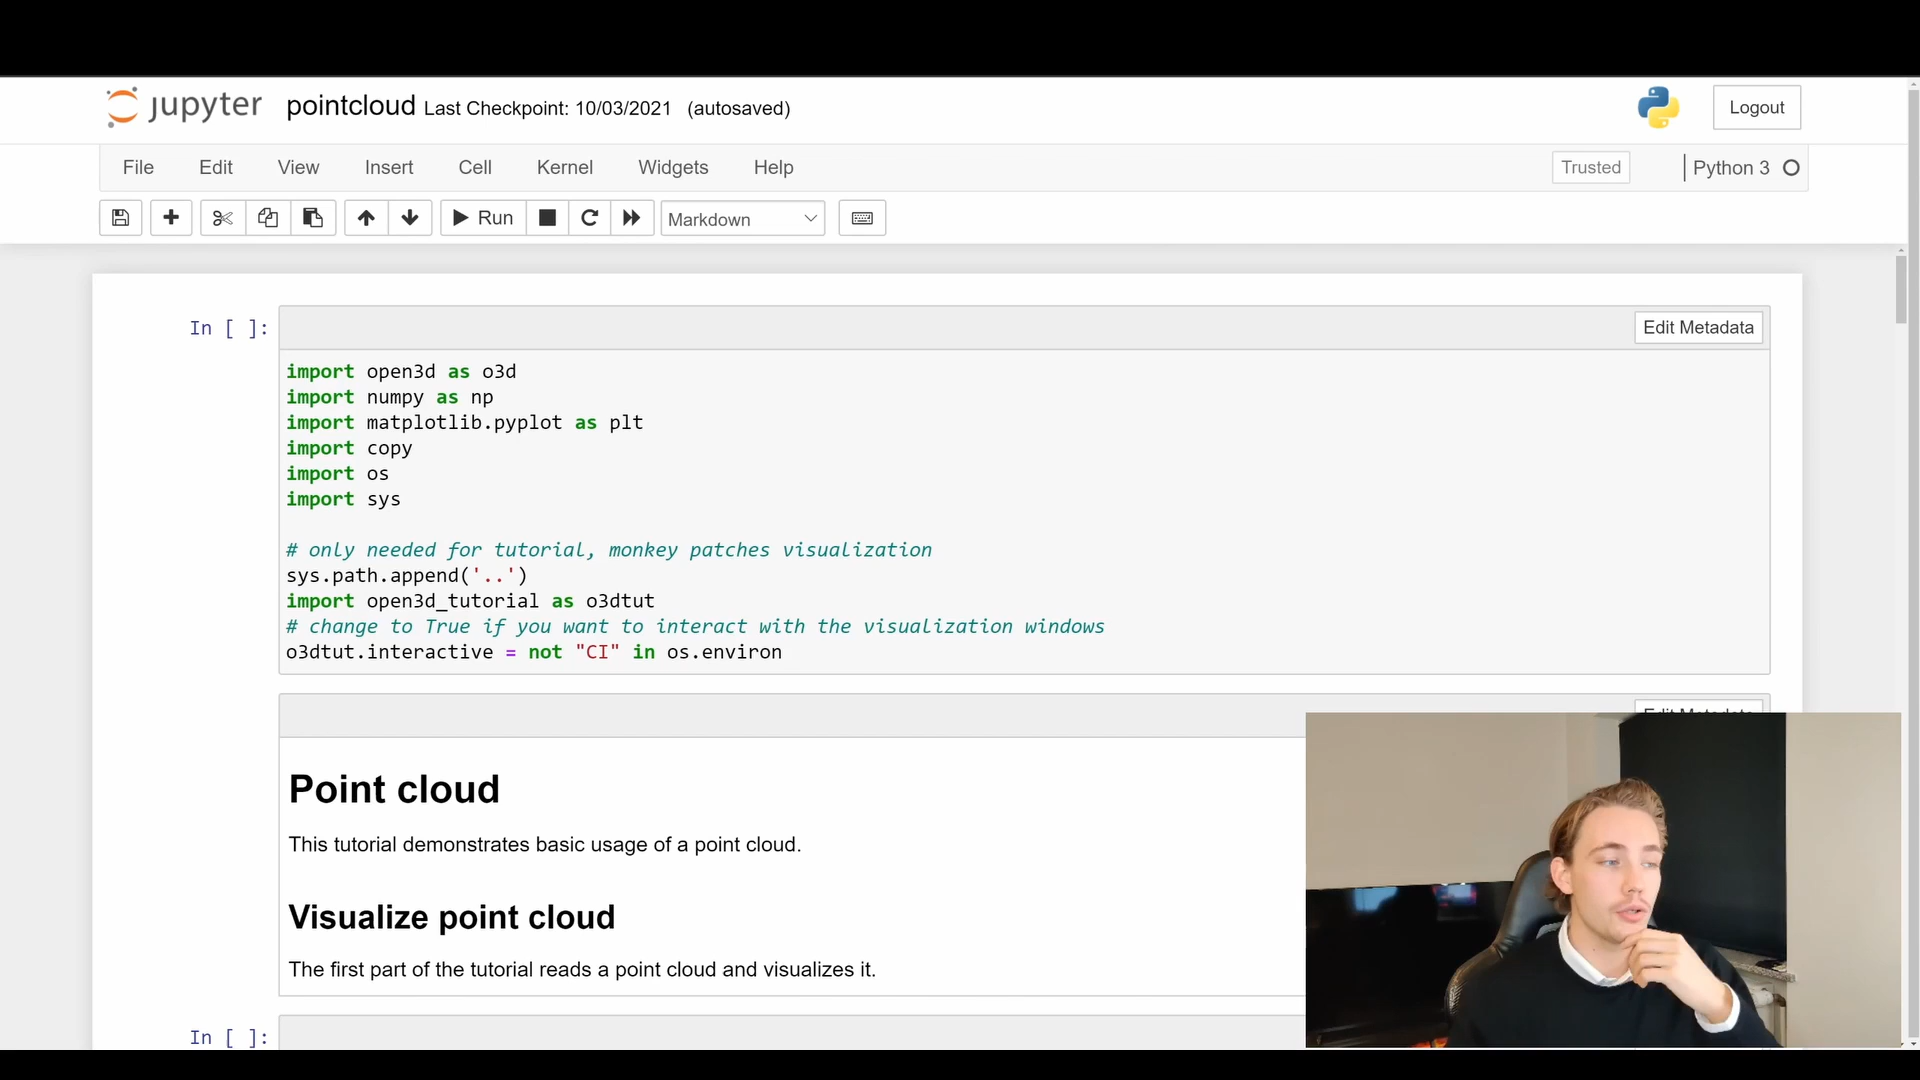 jupyter pointcloud Last Checkpoint: 10/03/2021 (autosaved)
Logout
File Edit View Insert Cell Kernel Widgets Help
Trusted
Python 3
Run
Markdown
In [ ]:
Edit Metadata
import open3d as o3d
import numpy as np
import matplotlib.pyplot as plt
import copy
import os
import sys
# only needed for tutorial, monkey patches visualization
sys.path.append('..')
import open3d_tutorial as o3dtut
# change to True if you want to interact with the visualization windows
o3dtut.interactive = not "CI" in os.environ
Edit Metadata
Point cloud
This tutorial demonstrates basic usage of a point cloud.
Visualize point cloud
The first part of the tutorial reads a point cloud and visualizes it.
In [ ]: